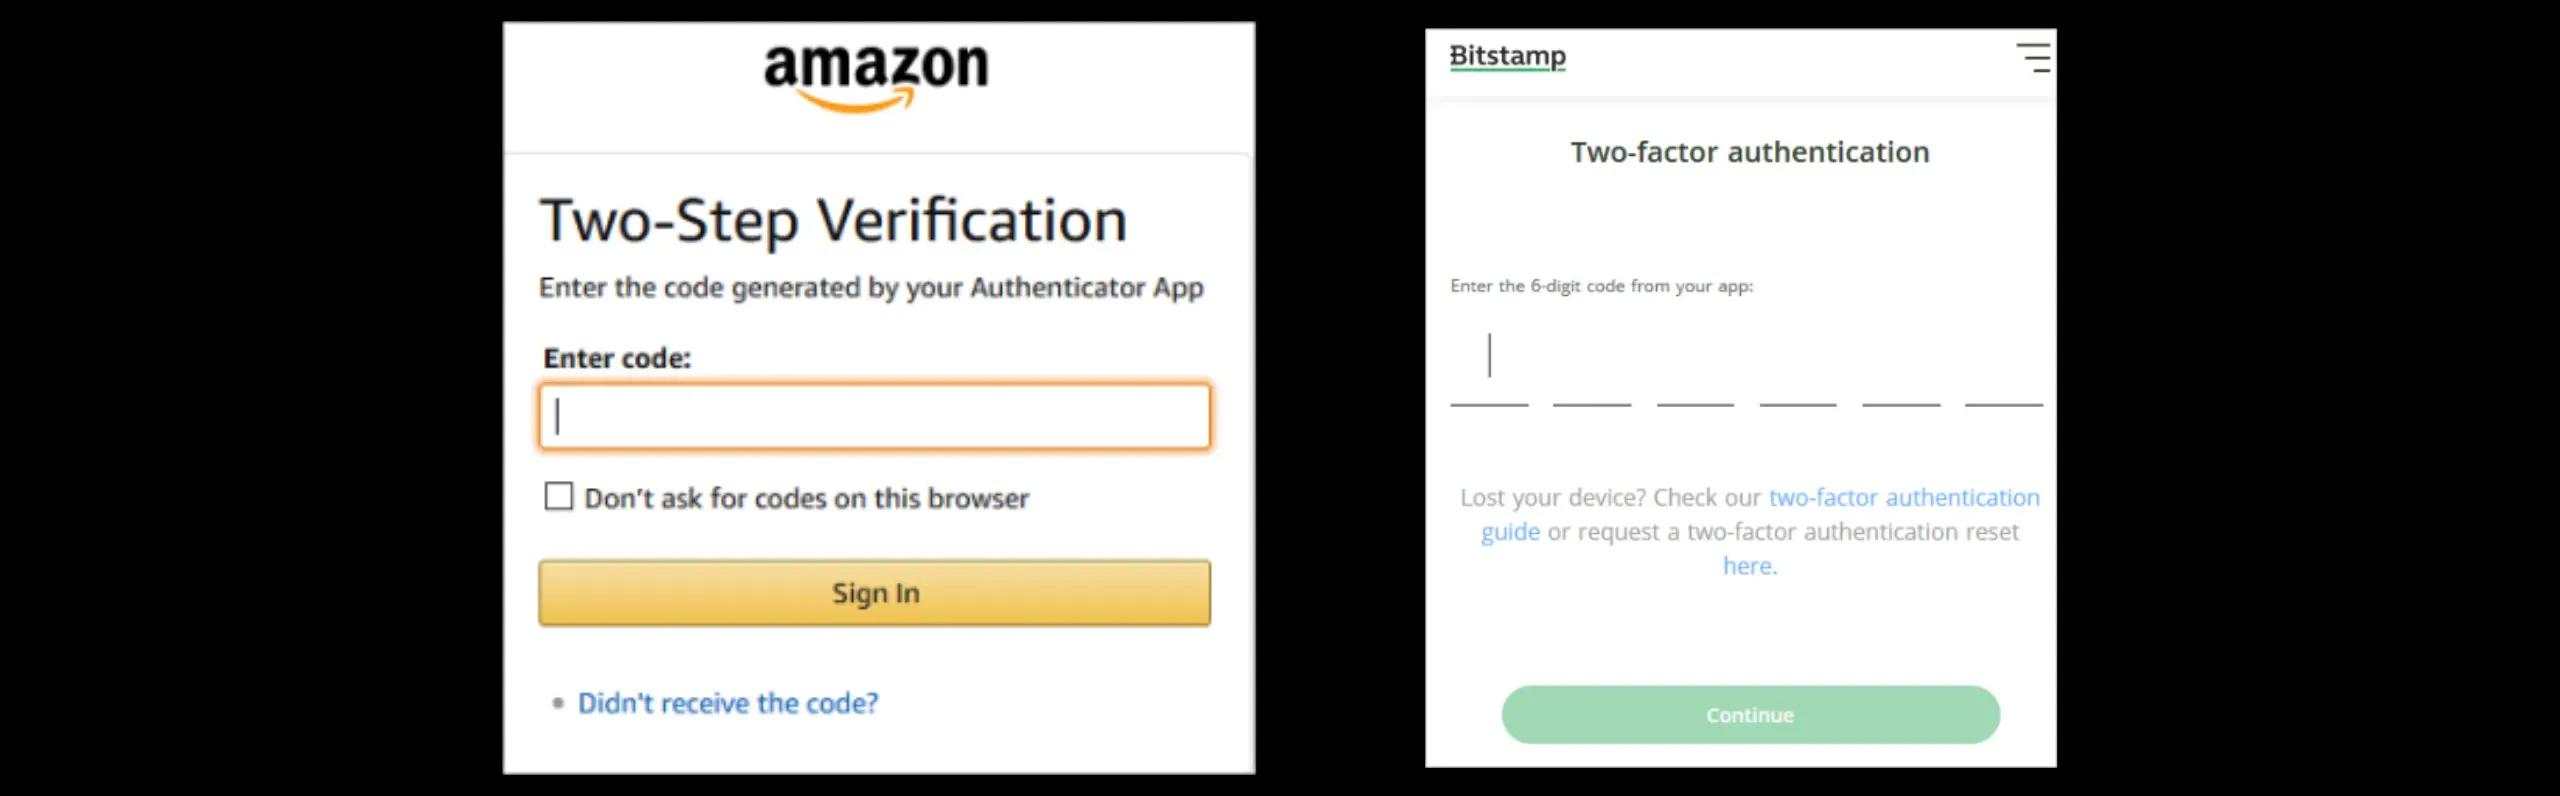 amazon
Two-Step Verification
Enter the code generated by your Authenticator App
Enter code:
Don't ask for codes on this browser
Sign In
Didn't receive the code?
Bitstamp
Two-factor authentication
Enter the 6-digit code from your app:
Lost your device? Check our two-factor authentication
guide or request a two-factor authentication reset
here.
Continue